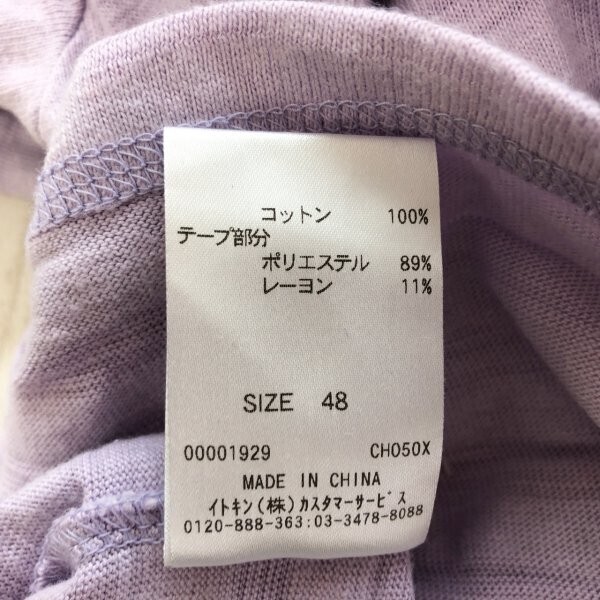 コットン 100%
テープ部分
ポリエステル 89%
レーヨン 11%
SIZE 48
00001929 CH050X
MADE IN CHINA
イトキン(株)カスタマーサービス
0120-888-363:03-3478-8088